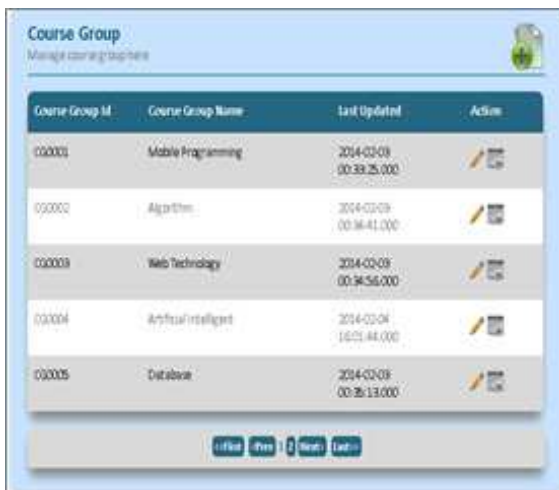 Course Group
Manage course group here
Course Group Id Course Group Name Last Updated Action
CG0001 Mobile Programming 2014-02-03
00:33:25.000
CG0002 Algorithm 2014-02-03
00:34:41.000
CG0003 Web Technology 2014-02-03
00:34:56.000
CG0004 Artifical Intelligent 2014-02-04
16:01:44.000
CG0005 Database 2014-02-03
00:35:13.000
<<First <Prev 1 2 Next> Last>>